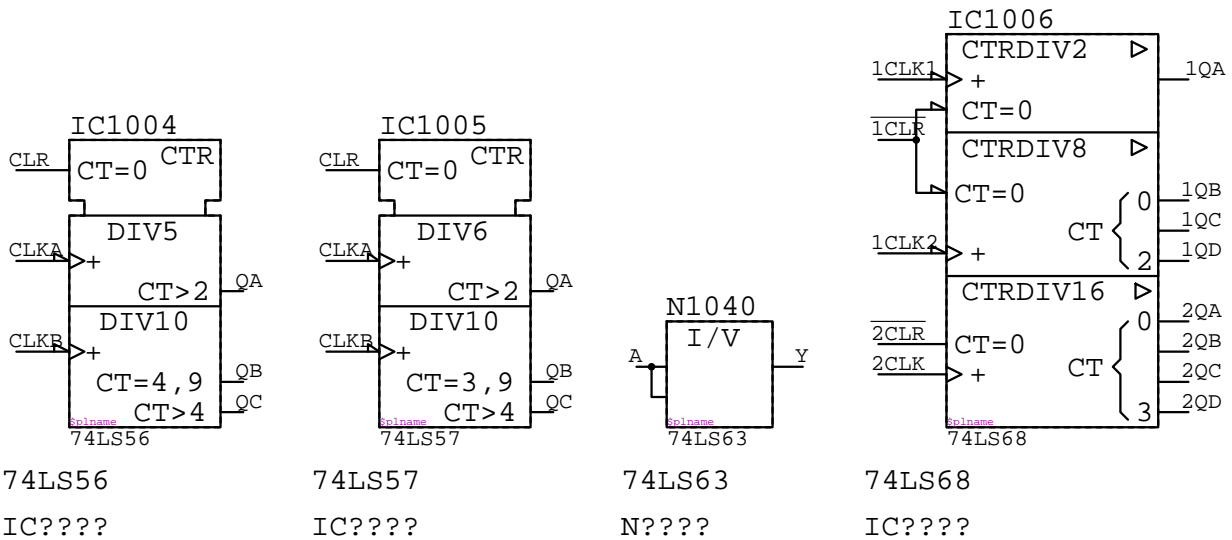 IC1004
CLR
CT=0
CTR
DIV5
CLKA
+
CT>2
QA
DIV10
CLKB
+
CT=4,9
QB
CT>4
QC
$plname
74LS56
74LS56
IC????
IC1005
CLR
CT=0
CTR
DIV6
CLKA
+
CT>2
QA
DIV10
CLKB
+
CT=3,9
QB
CT>4
QC
$plname
74LS57
74LS57
IC????
N1040
I/V
A
Y
$plname
74LS63
74LS63
N????
IC1006
CTRDIV2
1CLK1
+
1QA
CT=0
1CLR
CTRDIV8
CT=0
0
1QB
CT
1QC
1CLK2
+
2
1QD
CTRDIV16
0
2QA
2CLR
CT=0
2QB
2CLK
+
CT
2QC
3
2QD
$plname
74LS68
74LS68
IC????